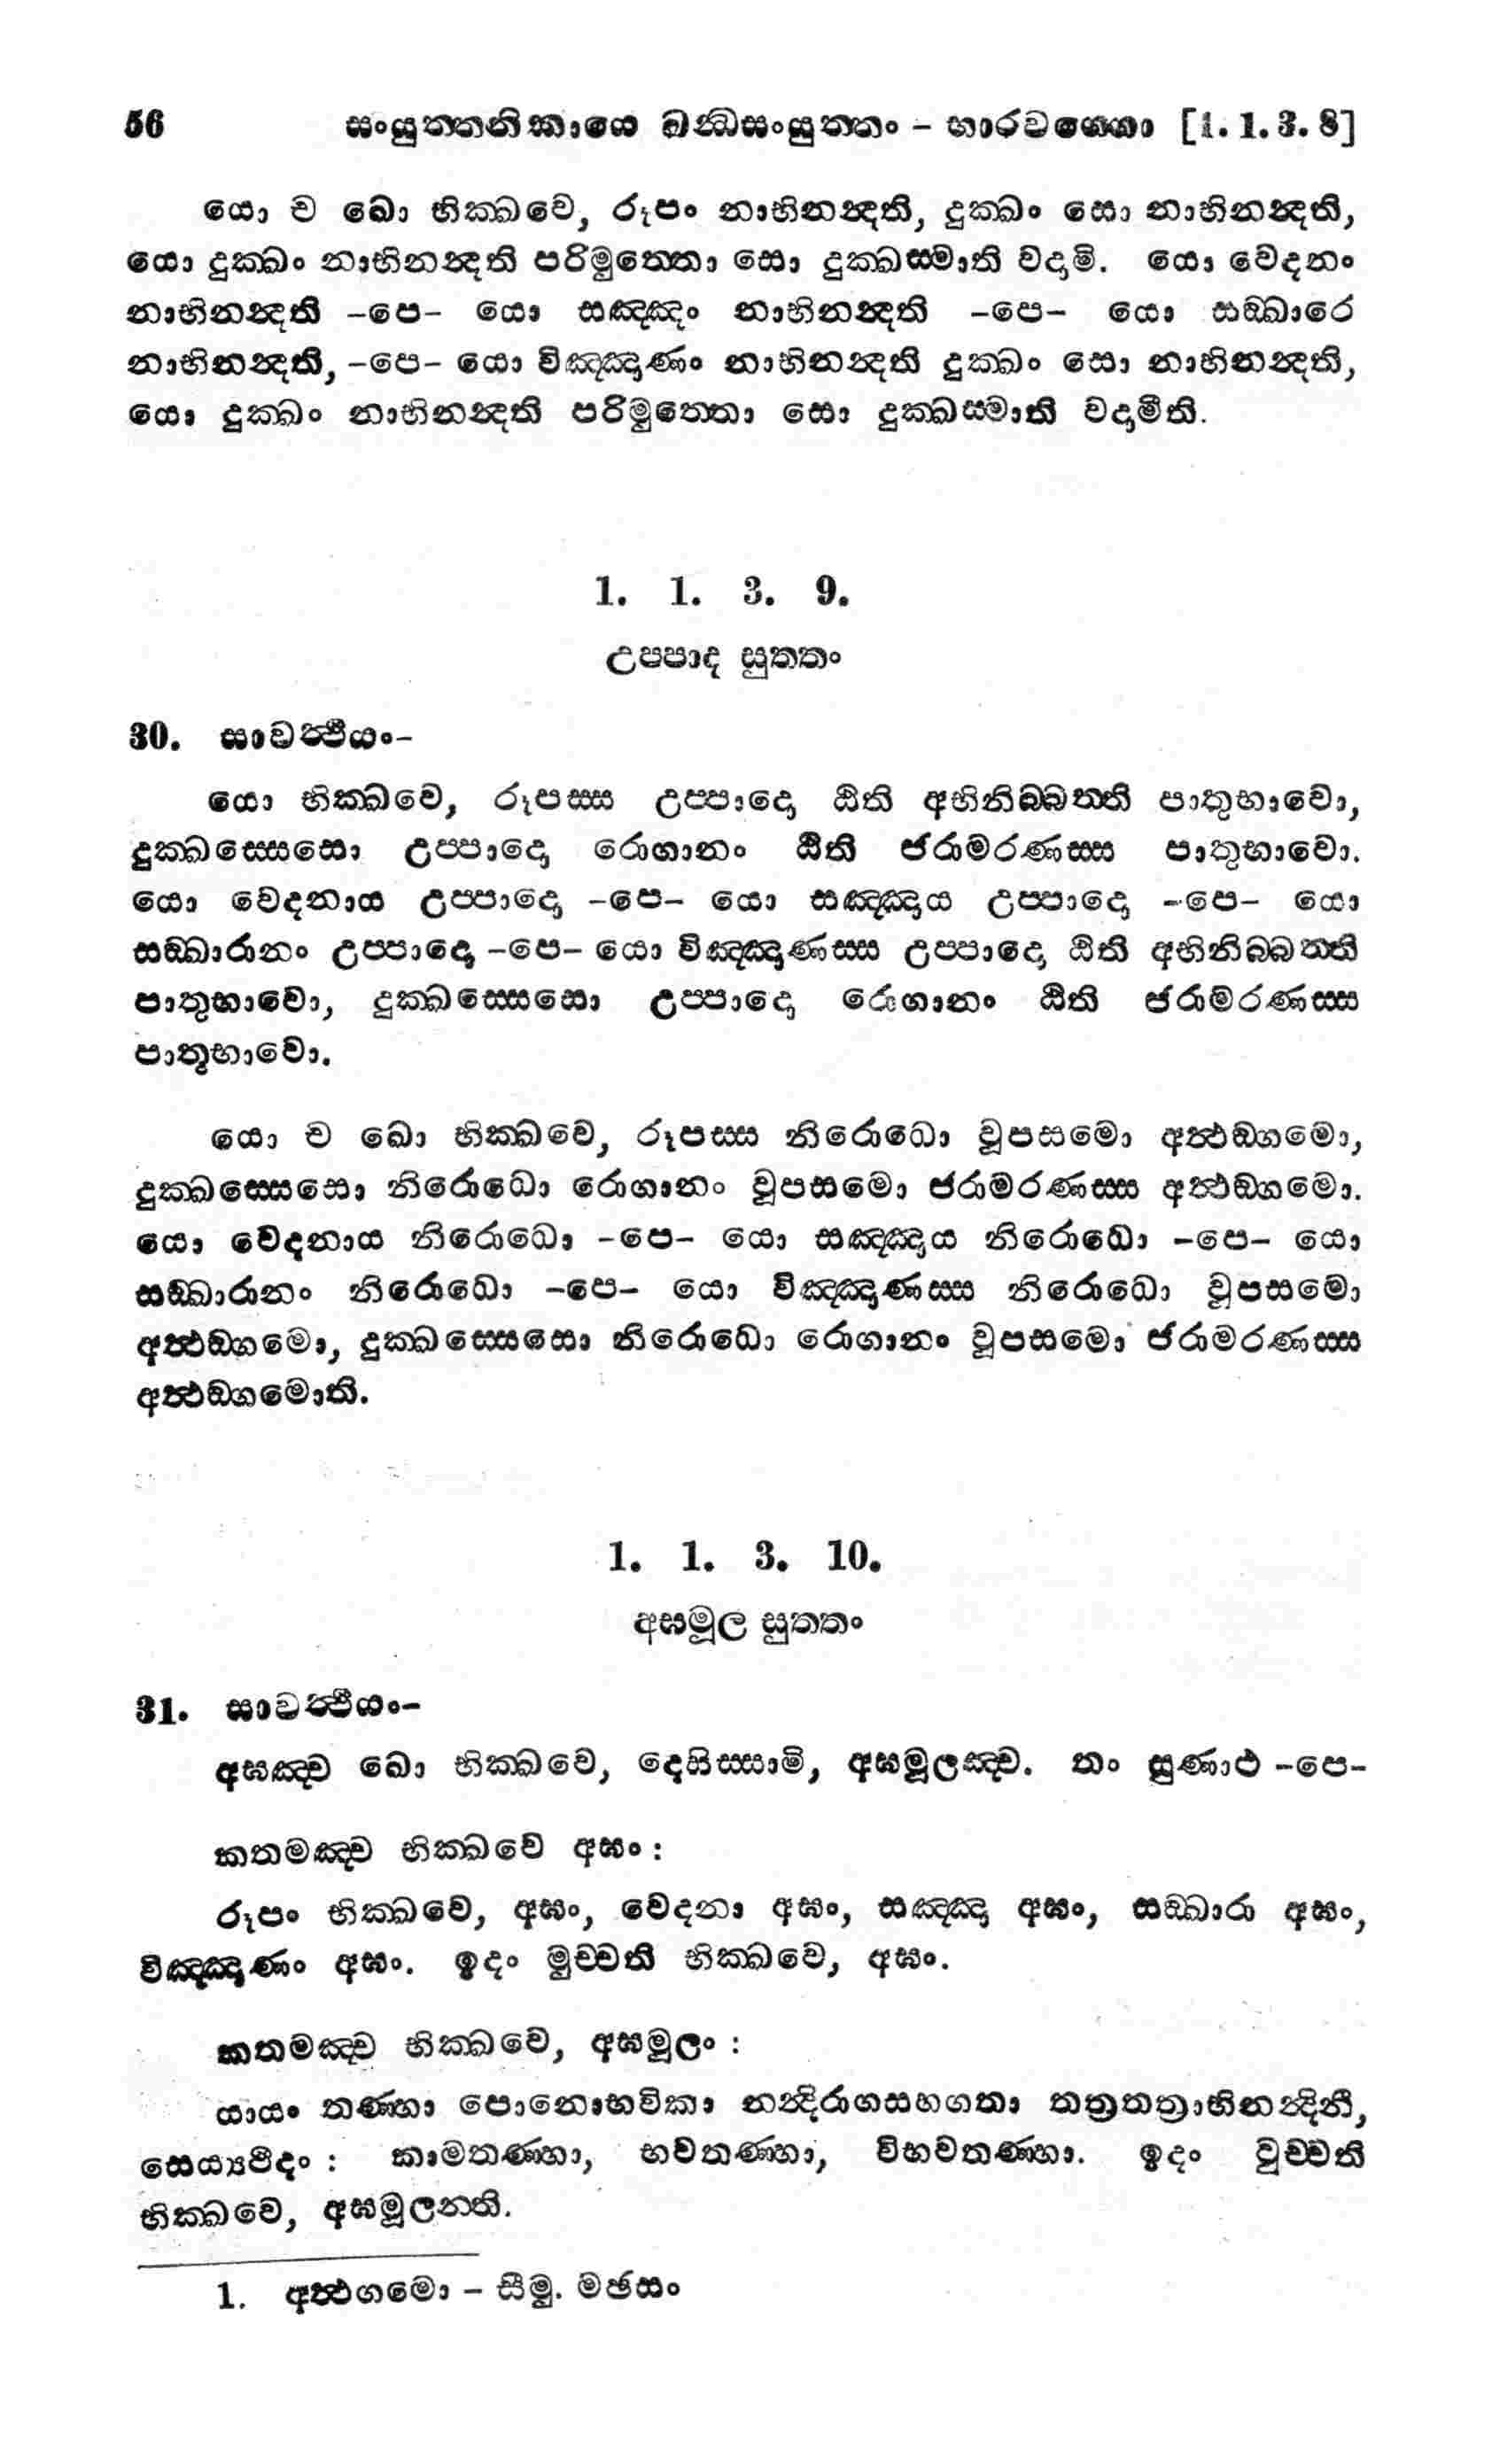 56 සංයුත්තනිකායෙ ඛන්ධසංයුත්තං – භාරවග්ගො [1. 1. 3. 8]
යො ච ඛො භික්ඛවෙ, රූපං නාභිනන්දති, දුක්ඛං සො නාභිනන්දති,
යො දුක්ඛං නාභිනන්දති පරිමුත්තො සො දුක්ඛස්මාති වදාමි. යො වේදනං
නාභිනන්දති –පෙ– යො සඤ්ඤං නාභිනන්දති –පෙ– යො සඞ්ඛාරෙ
නාභිනන්දති, –පෙ– යො විඤ්ඤාණං නාභිනන්දති දුක්ඛං සො නාභිනන්දති,
යො දුක්ඛං නාභිනන්දති පරිමුත්තො සො දුක්ඛස්මාති වදාමීති.
1. 1. 3. 9.
උප්පාද සුත්තං
30. සාවත්ථියං–
යො භික්ඛවෙ, රූපස්ස උප්පාදො ඨිති අභිනිබ්බත්ති පාතුභාවො,
දුක්ඛස්සෙසො උප්පාදො රොගානං ඨිති ජරාමරණස්ස පාතුභාවො.
යො වේදනාය උප්පාදො –පෙ– යො සඤ්ඤාය උප්පාදො –පෙ– යො
සඞ්ඛාරානං උප්පාදො –පෙ– යො විඤ්ඤාණස්ස උප්පාදො ඨිති අභිනිබ්බත්ති
පාතුභාවො, දුක්ඛස්සෙසො උප්පාදො රොගානං ඨිති ජරාමරණස්ස
පාතුභාවො.
යො ච ඛො භික්ඛවෙ, රූපස්ස නිරොධො වූපසමො අත්ථඞ්ගමො,
දුක්ඛස්සෙසො නිරොධො රොගානං වූපසමො ජරාමරණස්ස අත්ථඞ්ගමො.
යො වේදනාය නිරොධො –පෙ– යො සඤ්ඤාය නිරොධො –පෙ– යො
සඞ්ඛාරානං නිරොධො –පෙ– යො විඤ්ඤාණස්ස නිරොධො වූපසමො
අත්ථඞ්ගමො, දුක්ඛස්සෙසො නිරොධො රොගානං වූපසමො ජරාමරණස්ස
අත්ථඞ්ගමොති.
1. 1. 3. 10.
අඝමූල සුත්තං
31. සාවත්ථියං–
අඝඤ්ච ඛො භික්ඛවෙ, දෙසිස්සාමි, අඝමූලඤ්ච. තං සුණාථ –පෙ–
කතමඤ්ච භික්ඛවේ අඝං :
රූපං භික්ඛවේ, අඝං, වේදනා අඝං, සඤ්ඤා අඝං, සඞ්ඛාරා අඝං,
විඤ්ඤාණං අඝං. ඉදං මුච්චති භික්ඛවෙ, අඝං.
කතමඤ්ච භික්ඛවෙ, අඝමූලං :
යායං තණ්හා පොනොභවිකා නන්දිරාගසහගතා තත්‍රතත්‍රාභිනන්දිනී,
සෙය්‍යථීදං : කාමතණ්හා, භවතණ්හා, විභවතණ්හා. ඉදං වුච්චති
භික්ඛවෙ, අඝමූලන්ති.
1. අත්ථගමො – සීමු. මඡසං